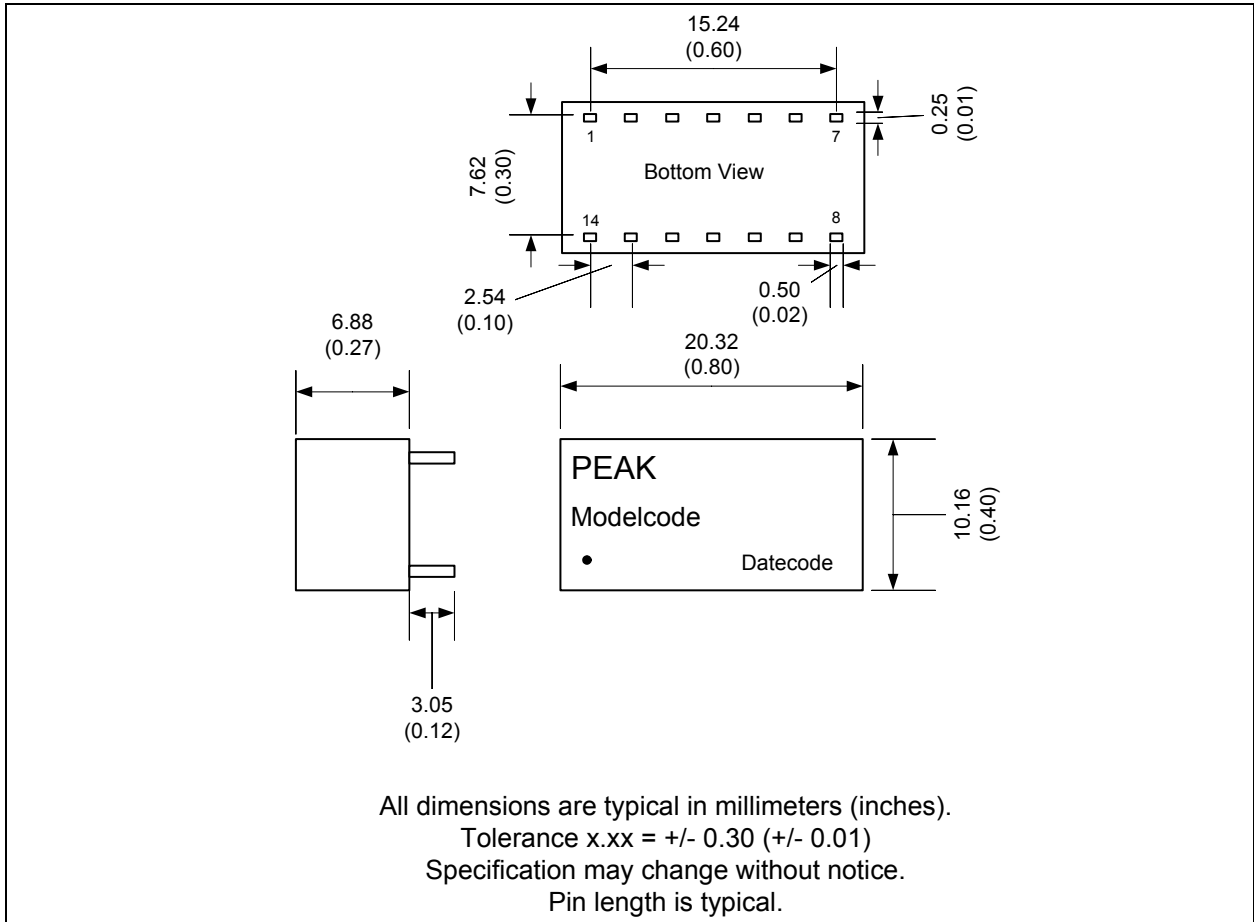 15.24
(0.60)
0.25
(0.01)
1
7
7.62
(0.30)
Bottom View
14
8
2.54
(0.10)
0.50
(0.02)
6.88
(0.27)
20.32
(0.80)
PEAK
Modelcode
Datecode
10.16
(0.40)
3.05
(0.12)
All dimensions are typical in millimeters (inches).
Tolerance x.xx = +/- 0.30 (+/- 0.01)
Specification may change without notice.
Pin length is typical.